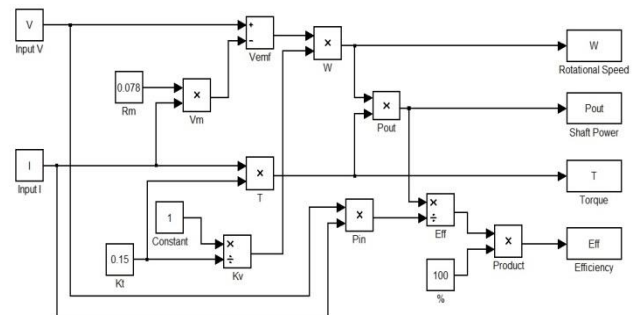 V
Input V
+
−
Vemf
×
W
W
Rotational Speed
0.078
Rm
×
Vm
×
Pout
Pout
Shaft Power
I
Input I
×
T
T
Torque
1
Constant
×
÷
Kv
0.15
Kt
×
Pin
×
÷
Eff
×
Product
100
%
Eff
Efficiency